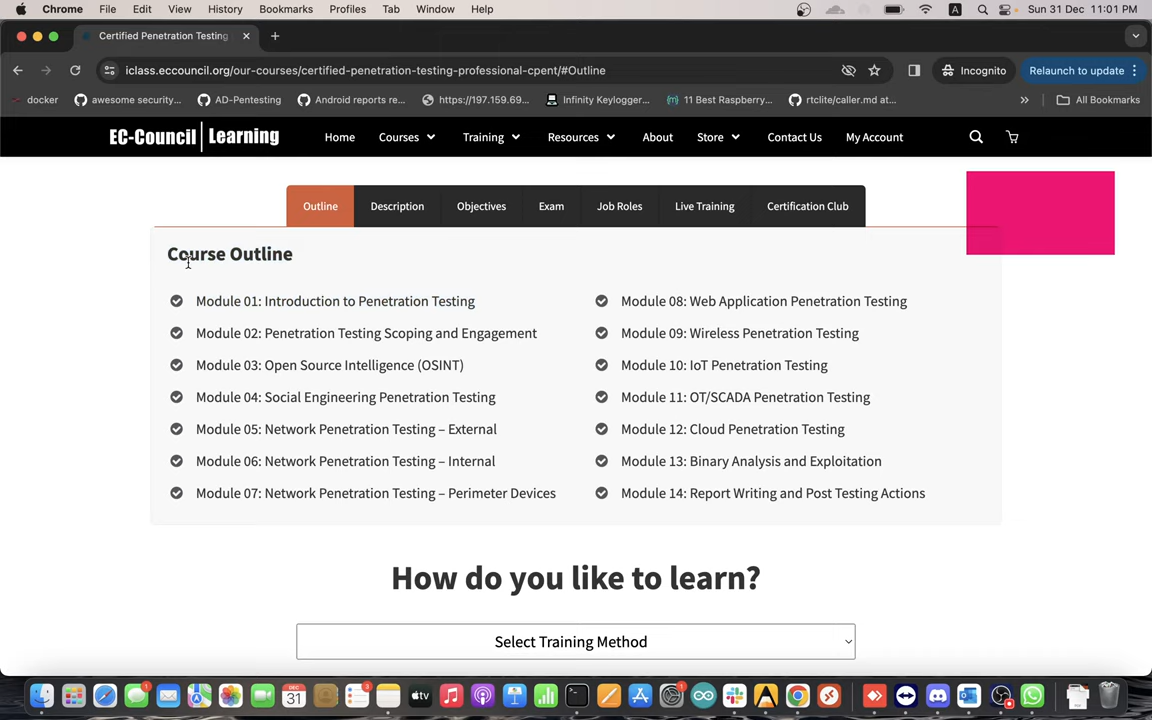 Chrome File Edit View History Bookmarks Profiles Tab Window Help A Sun 31 Dec 11:01 PM
Certified Penetration Testing
iclass.eccouncil.org/our-courses/certified-penetration-testing-professional-cpent/#Outline Incognito Relaunch to update
docker awesome security... AD-Pentesting Android reports re... https://197.159.69... Infinity Keylogger... 11 Best Raspberry... rtclite/caller.md at... All Bookmarks
EC-Council Learning Home Courses Training Resources About Store Contact Us My Account
Outline Description Objectives Exam Job Roles Live Training Certification Club
Course Outline
Module 01: Introduction to Penetration Testing
Module 02: Penetration Testing Scoping and Engagement
Module 03: Open Source Intelligence (OSINT)
Module 04: Social Engineering Penetration Testing
Module 05: Network Penetration Testing – External
Module 06: Network Penetration Testing – Internal
Module 07: Network Penetration Testing – Perimeter Devices
Module 08: Web Application Penetration Testing
Module 09: Wireless Penetration Testing
Module 10: IoT Penetration Testing
Module 11: OT/SCADA Penetration Testing
Module 12: Cloud Penetration Testing
Module 13: Binary Analysis and Exploitation
Module 14: Report Writing and Post Testing Actions
How do you like to learn?
Select Training Method